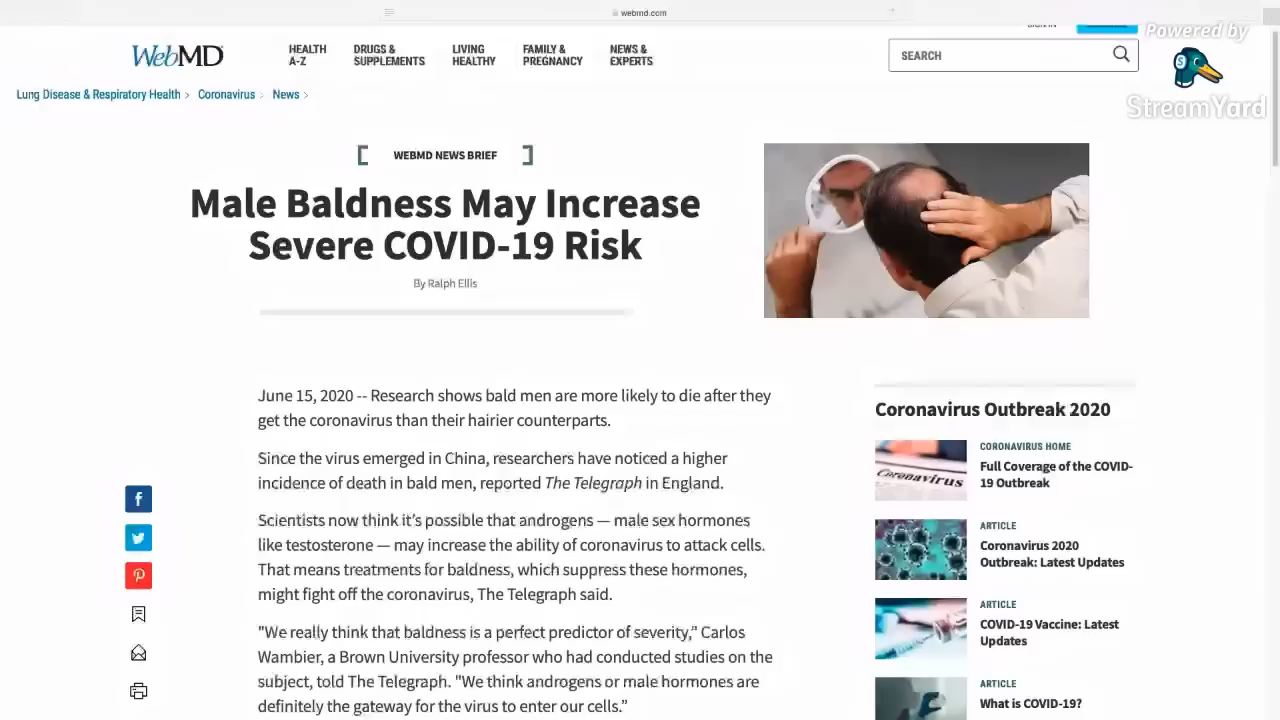 webmd.com
SIGN IN
Powered by
StreamYard
WebMD
HEALTH
A-Z
DRUGS &
SUPPLEMENTS
LIVING
HEALTHY
FAMILY &
PREGNANCY
NEWS &
EXPERTS
SEARCH
Lung Disease & Respiratory Health > Coronavirus > News >
WEBMD NEWS BRIEF
Male Baldness May Increase
Severe COVID-19 Risk
By Ralph Ellis
June 15, 2020 -- Research shows bald men are more likely to die after they
get the coronavirus than their hairier counterparts.
Since the virus emerged in China, researchers have noticed a higher
incidence of death in bald men, reported The Telegraph in England.
Scientists now think it’s possible that androgens — male sex hormones
like testosterone — may increase the ability of coronavirus to attack cells.
That means treatments for baldness, which suppress these hormones,
might fight off the coronavirus, The Telegraph said.
"We really think that baldness is a perfect predictor of severity,” Carlos
Wambier, a Brown University professor who had conducted studies on the
subject, told The Telegraph. "We think androgens or male hormones are
definitely the gateway for the virus to enter our cells.”
Coronavirus Outbreak 2020
Coronavirus
CORONAVIRUS HOME
Full Coverage of the COVID-
19 Outbreak
ARTICLE
Coronavirus 2020
Outbreak: Latest Updates
ARTICLE
COVID-19 Vaccine: Latest
Updates
ARTICLE
What is COVID-19?